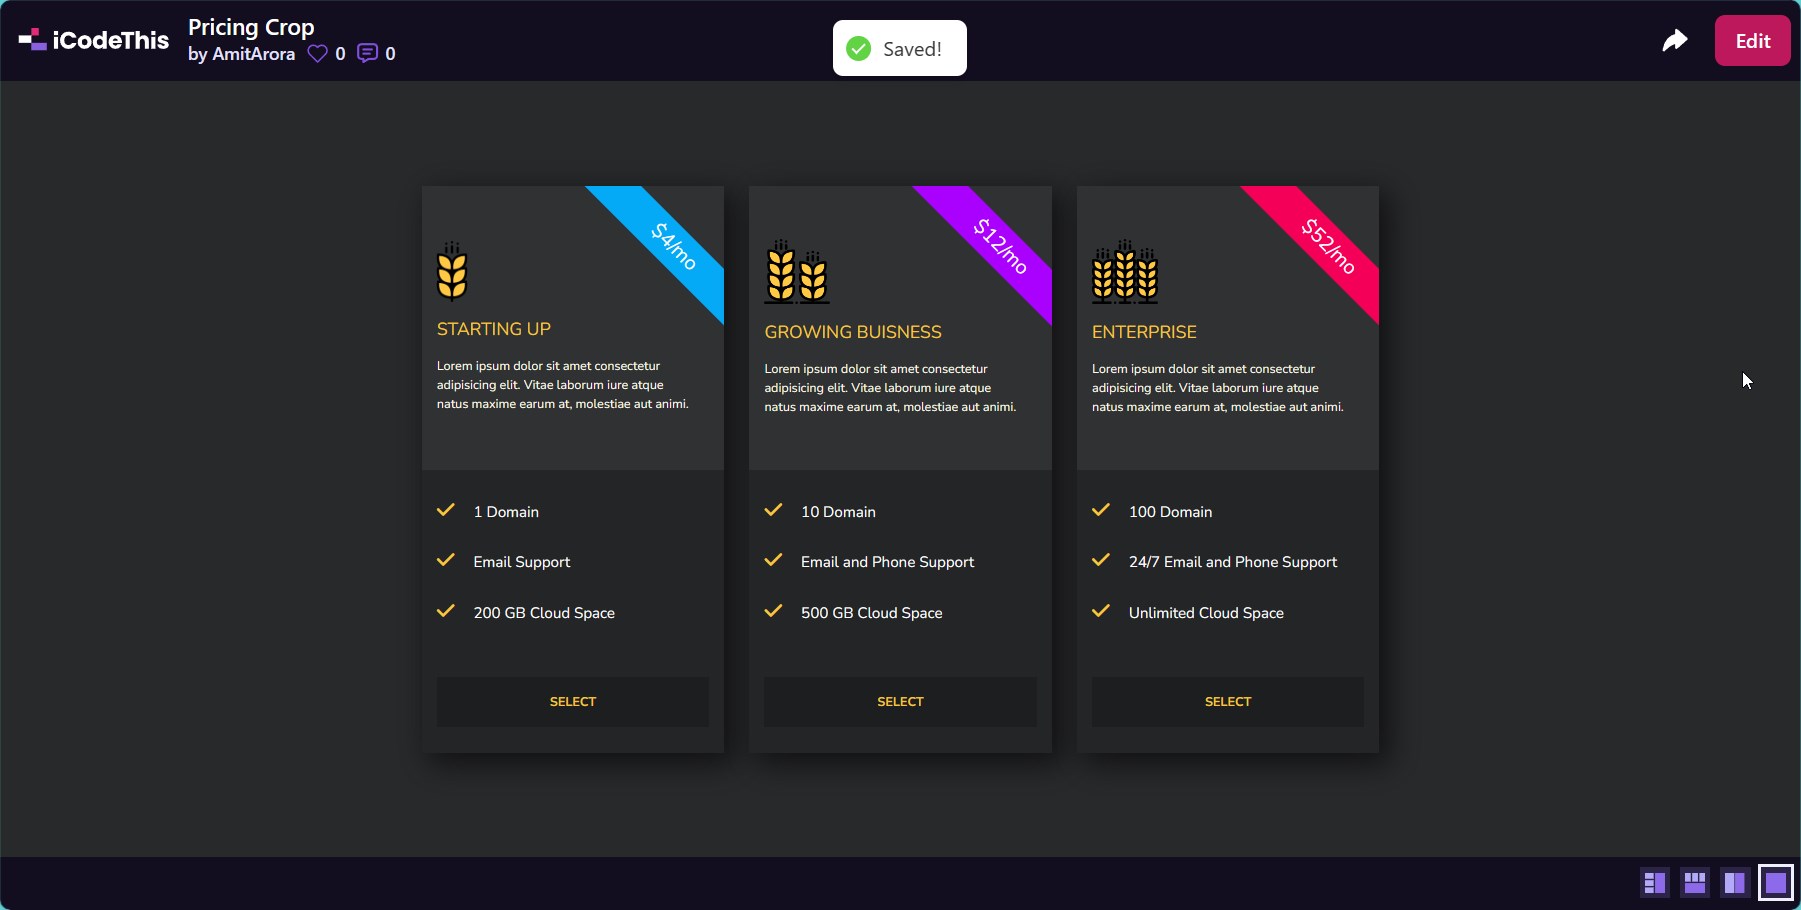 iCodeThis
Pricing Crop
by AmitArora 0 0
Saved!
Edit
$4/mo
STARTING UP
Lorem ipsum dolor sit amet consectetur
adipisicing elit. Vitae laborum iure atque
natus maxime earum at, molestiae aut animi.
1 Domain
Email Support
200 GB Cloud Space
SELECT
$12/mo
GROWING BUISNESS
Lorem ipsum dolor sit amet consectetur
adipisicing elit. Vitae laborum iure atque
natus maxime earum at, molestiae aut animi.
10 Domain
Email and Phone Support
500 GB Cloud Space
SELECT
$52/mo
ENTERPRISE
Lorem ipsum dolor sit amet consectetur
adipisicing elit. Vitae laborum iure atque
natus maxime earum at, molestiae aut animi.
100 Domain
24/7 Email and Phone Support
Unlimited Cloud Space
SELECT